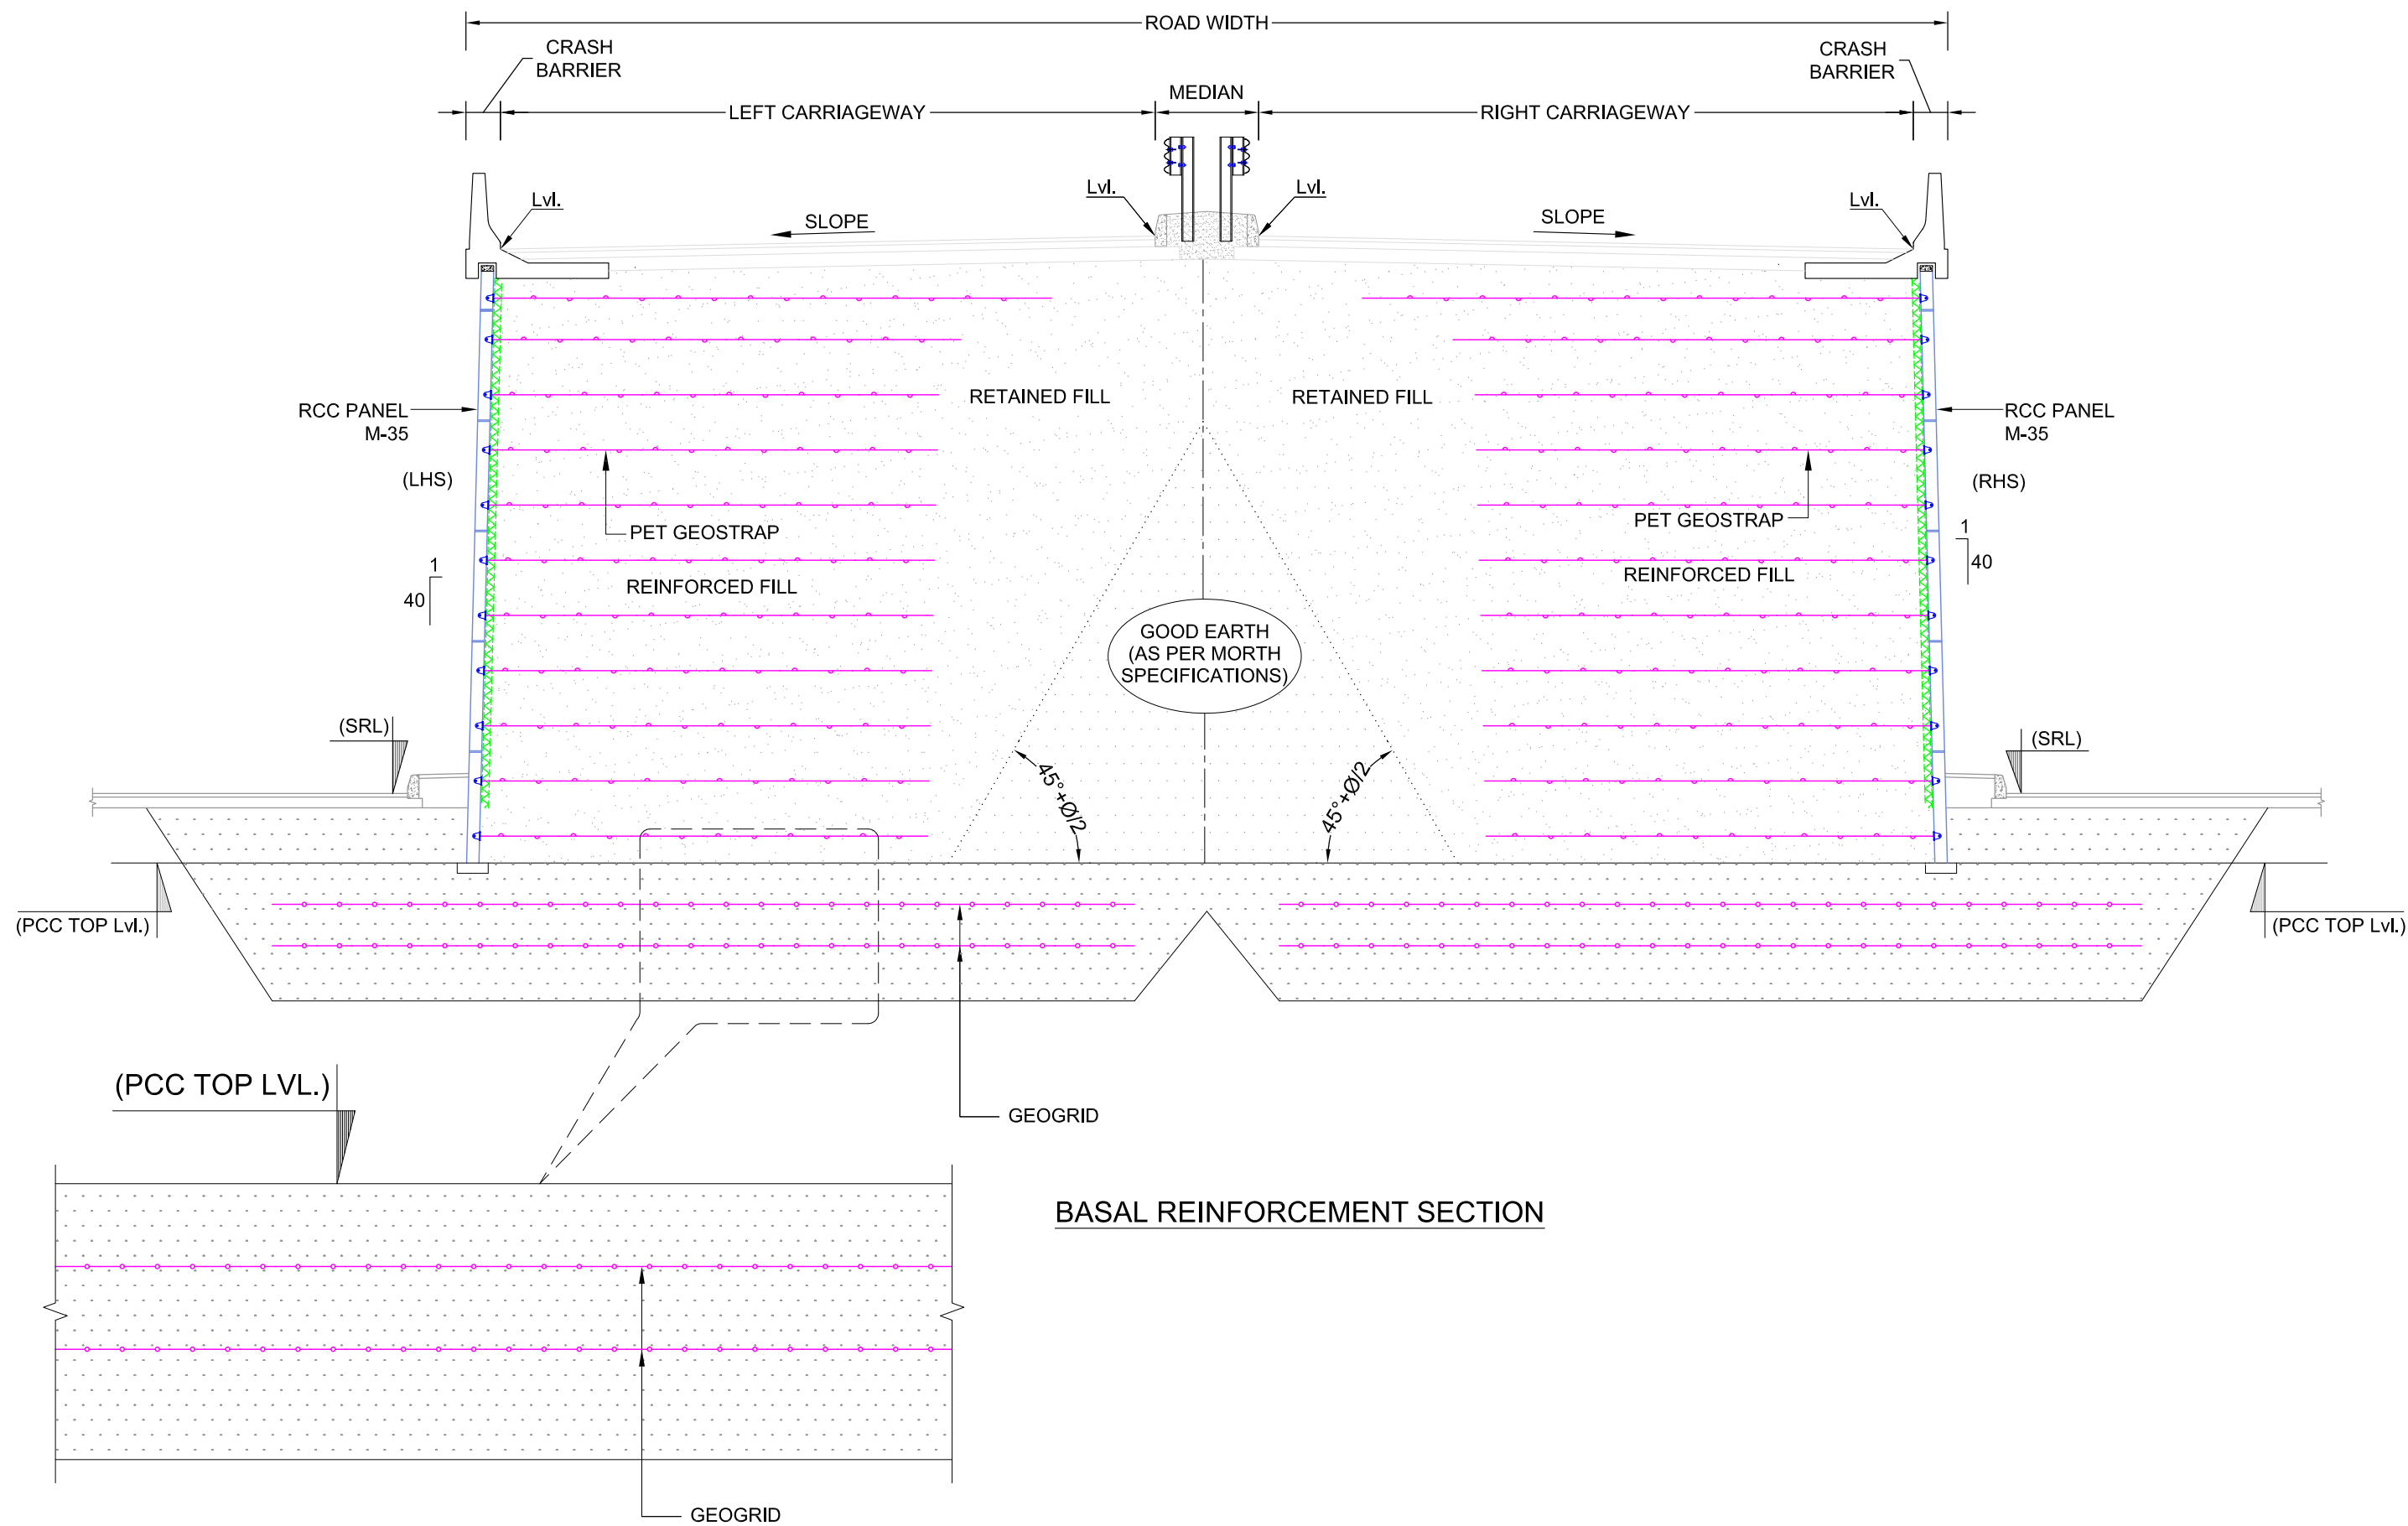 ROAD WIDTH
CRASH
BARRIER
CRASH
BARRIER
MEDIAN
LEFT CARRIAGEWAY
RIGHT CARRIAGEWAY
Lvl.
Lvl.
Lvl.
Lvl.
SLOPE
SLOPE
RETAINED FILL
RETAINED FILL
RCC PANEL
M-35
RCC PANEL
M-35
(LHS)
(RHS)
PET GEOSTRAP
PET GEOSTRAP
1
40
1
40
REINFORCED FILL
REINFORCED FILL
GOOD EARTH
(AS PER MORTH
SPECIFICATIONS)
(SRL)
(SRL)
45°+Ø/2
45°+Ø/2
(PCC TOP Lvl.)
(PCC TOP Lvl.)
(PCC TOP LVL.)
GEOGRID
BASAL REINFORCEMENT SECTION
GEOGRID